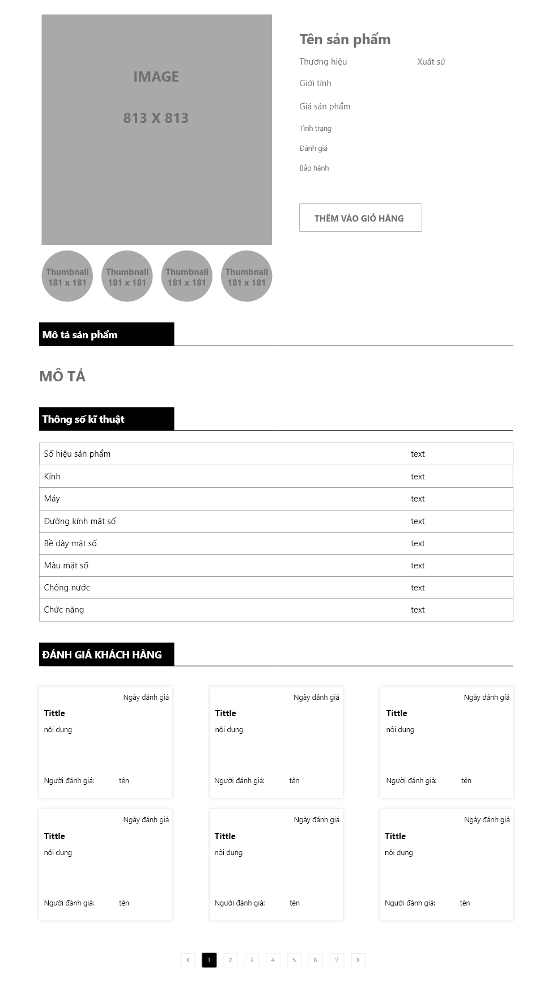 IMAGE
813 X 813
Thumbnail
181 x 181
Thumbnail
181 x 181
Thumbnail
181 x 181
Thumbnail
181 x 181
Tên sản phẩm
Thương hiệu Xuất sứ
Giới tính
Giá sản phẩm
Tình trạng
Đánh giá
Bảo hành
THÊM VÀO GIỎ HÀNG
Mô tả sản phẩm
MÔ TẢ
Thông số kĩ thuật
Số hiệu sản phẩm text
Kính text
Máy text
Đường kính mặt số text
Bề dày mặt số text
Màu mặt số text
Chống nước text
Chức năng text
ĐÁNH GIÁ KHÁCH HÀNG
Ngày đánh giá
Tittle
nội dung
Người đánh giá: tên
Ngày đánh giá
Tittle
nội dung
Người đánh giá: tên
Ngày đánh giá
Tittle
nội dung
Người đánh giá: tên
Ngày đánh giá
Tittle
nội dung
Người đánh giá: tên
Ngày đánh giá
Tittle
nội dung
Người đánh giá: tên
Ngày đánh giá
Tittle
nội dung
Người đánh giá: tên
< 1 2 3 4 5 6 7 >